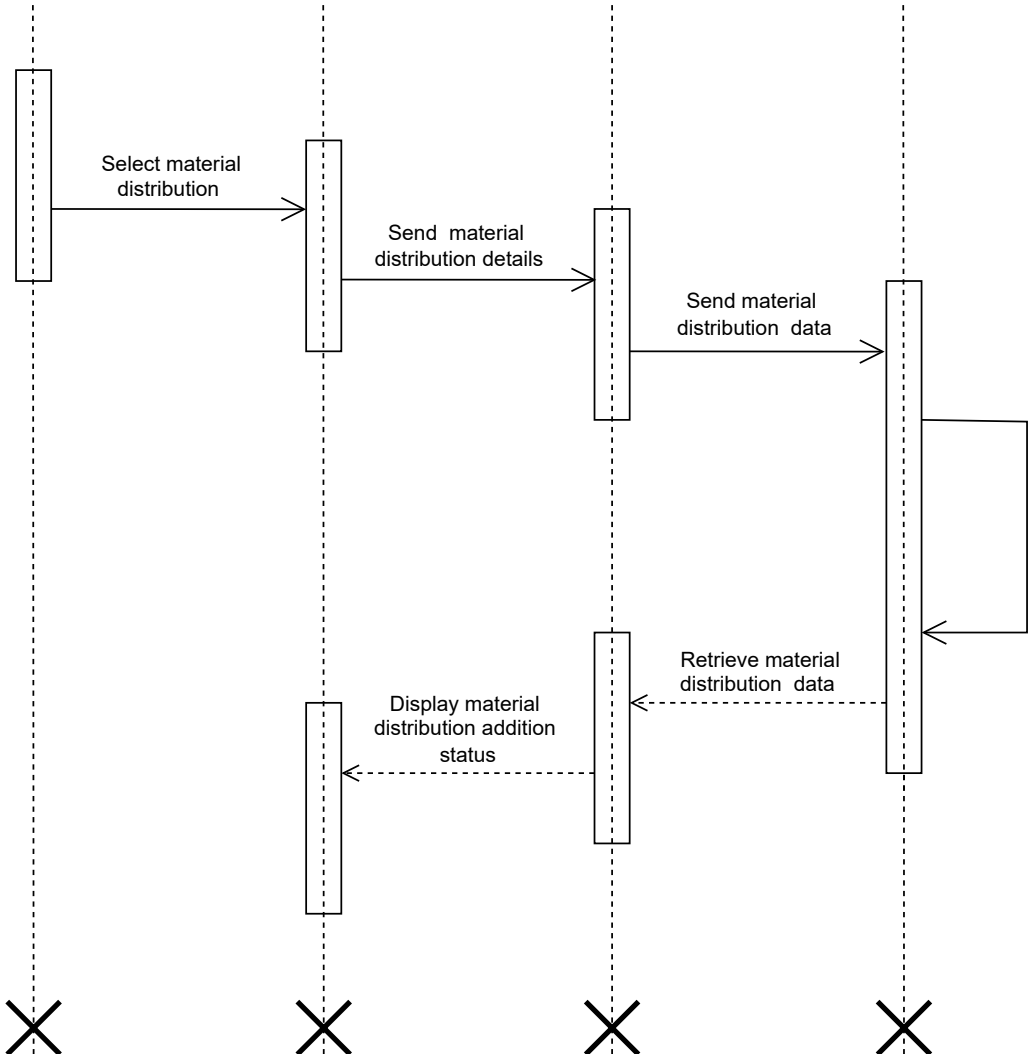 Select material
distribution
Send  material
distribution details
Send material
distribution  data
Retrieve material
distribution  data
Display material
distribution addition
status